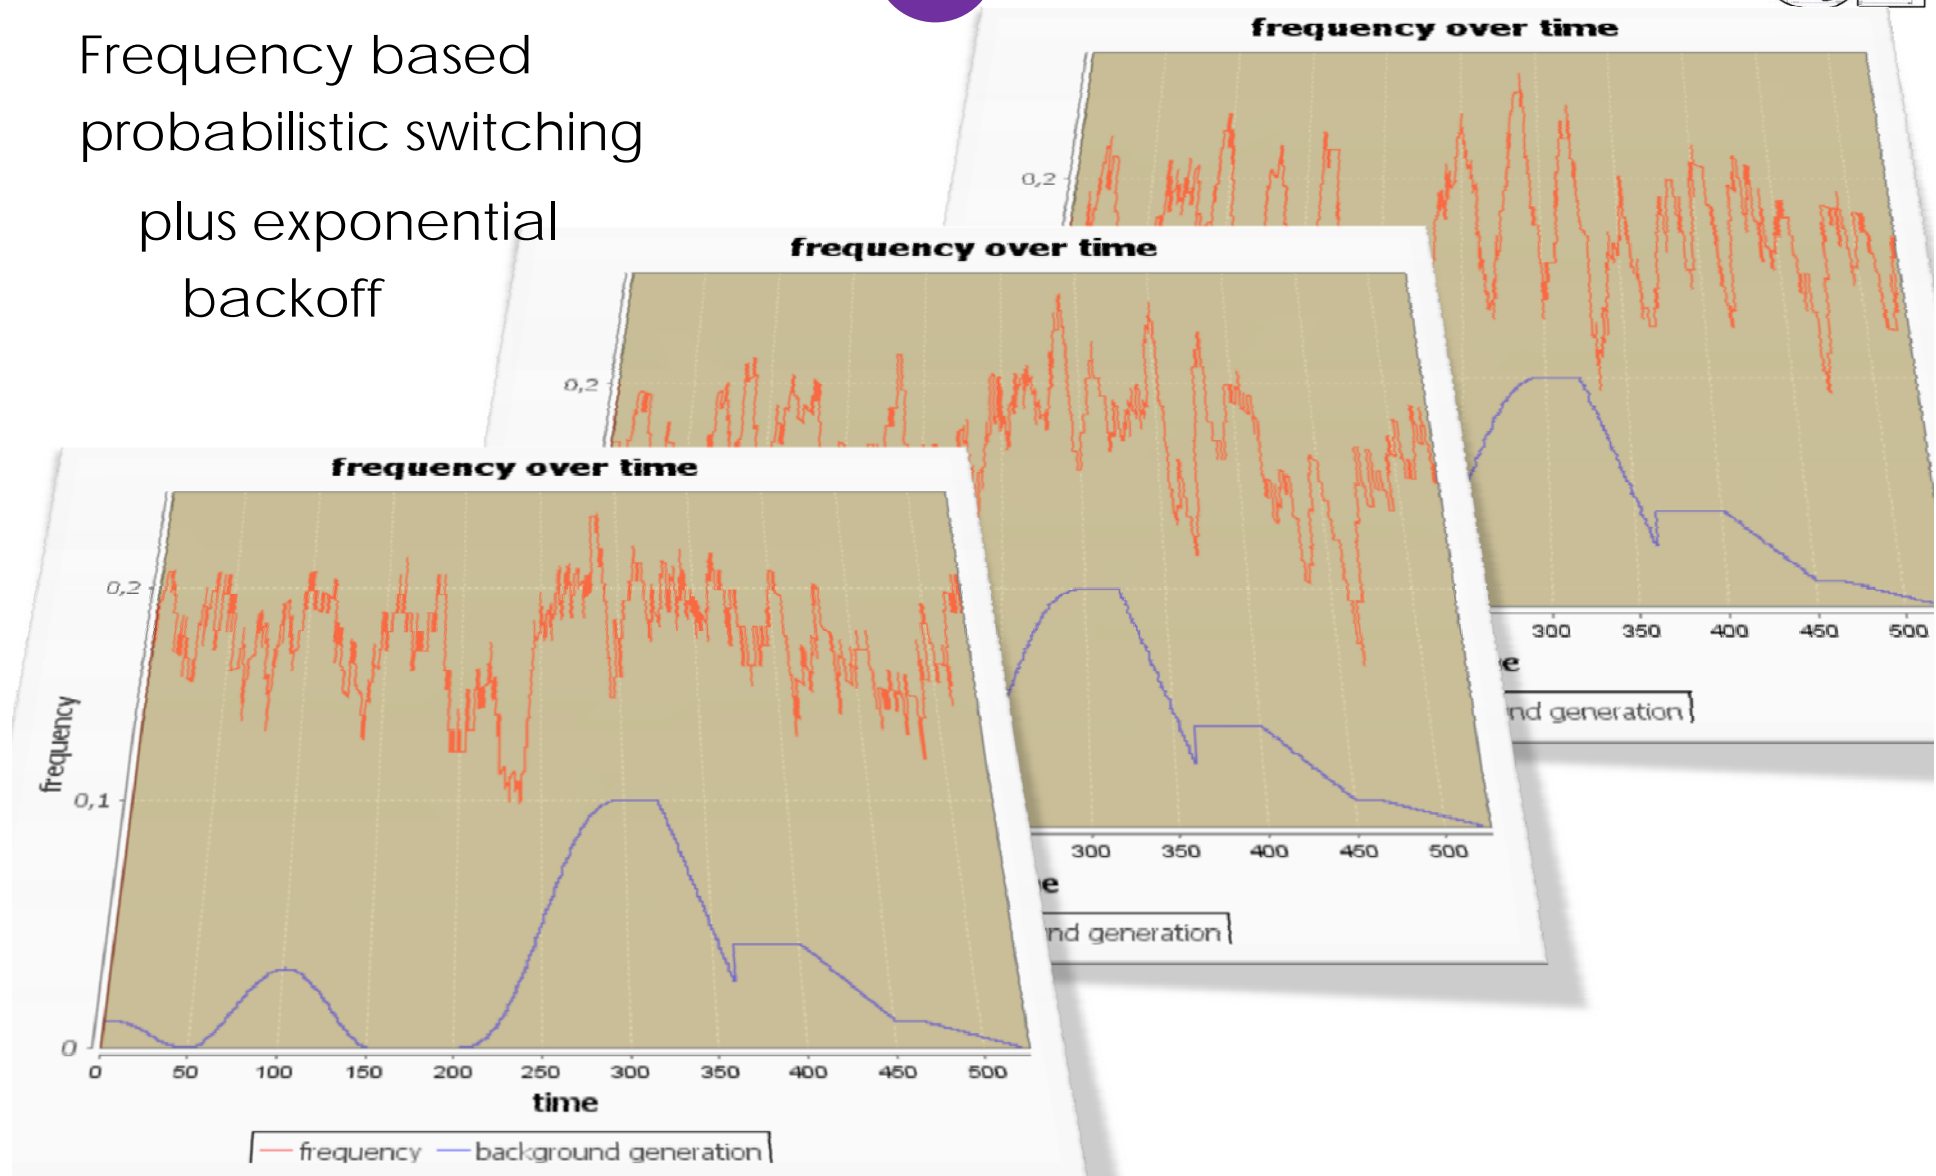 Frequency based
probabilistic switching
plus exponential
backoff
frequency over time
0,2
300 350 400 450 500
e
nd generation
frequency over time
0,2
300 350 400 450 500
e
nd generation
frequency over time
0,2
0,1
0
frequency
0 50 100 150 200 250 300 350 400 450 500
time
frequency background generation